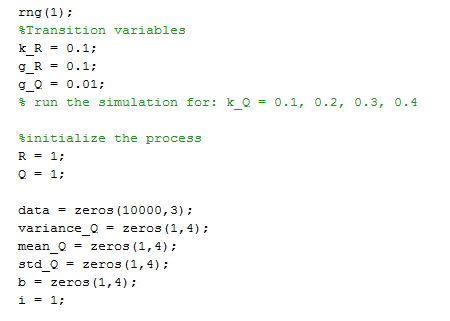 rng(1);
%Transition variables
k_R = 0.1;
g_R = 0.1;
g_Q = 0.01;
% run the simulation for: k_Q = 0.1, 0.2, 0.3, 0.4
%initialize the process
R = 1;
Q = 1;
data = zeros(10000,3);
variance_Q = zeros(1,4);
mean_Q = zeros(1,4);
std_Q = zeros(1,4);
b = zeros(1,4);
i = 1;